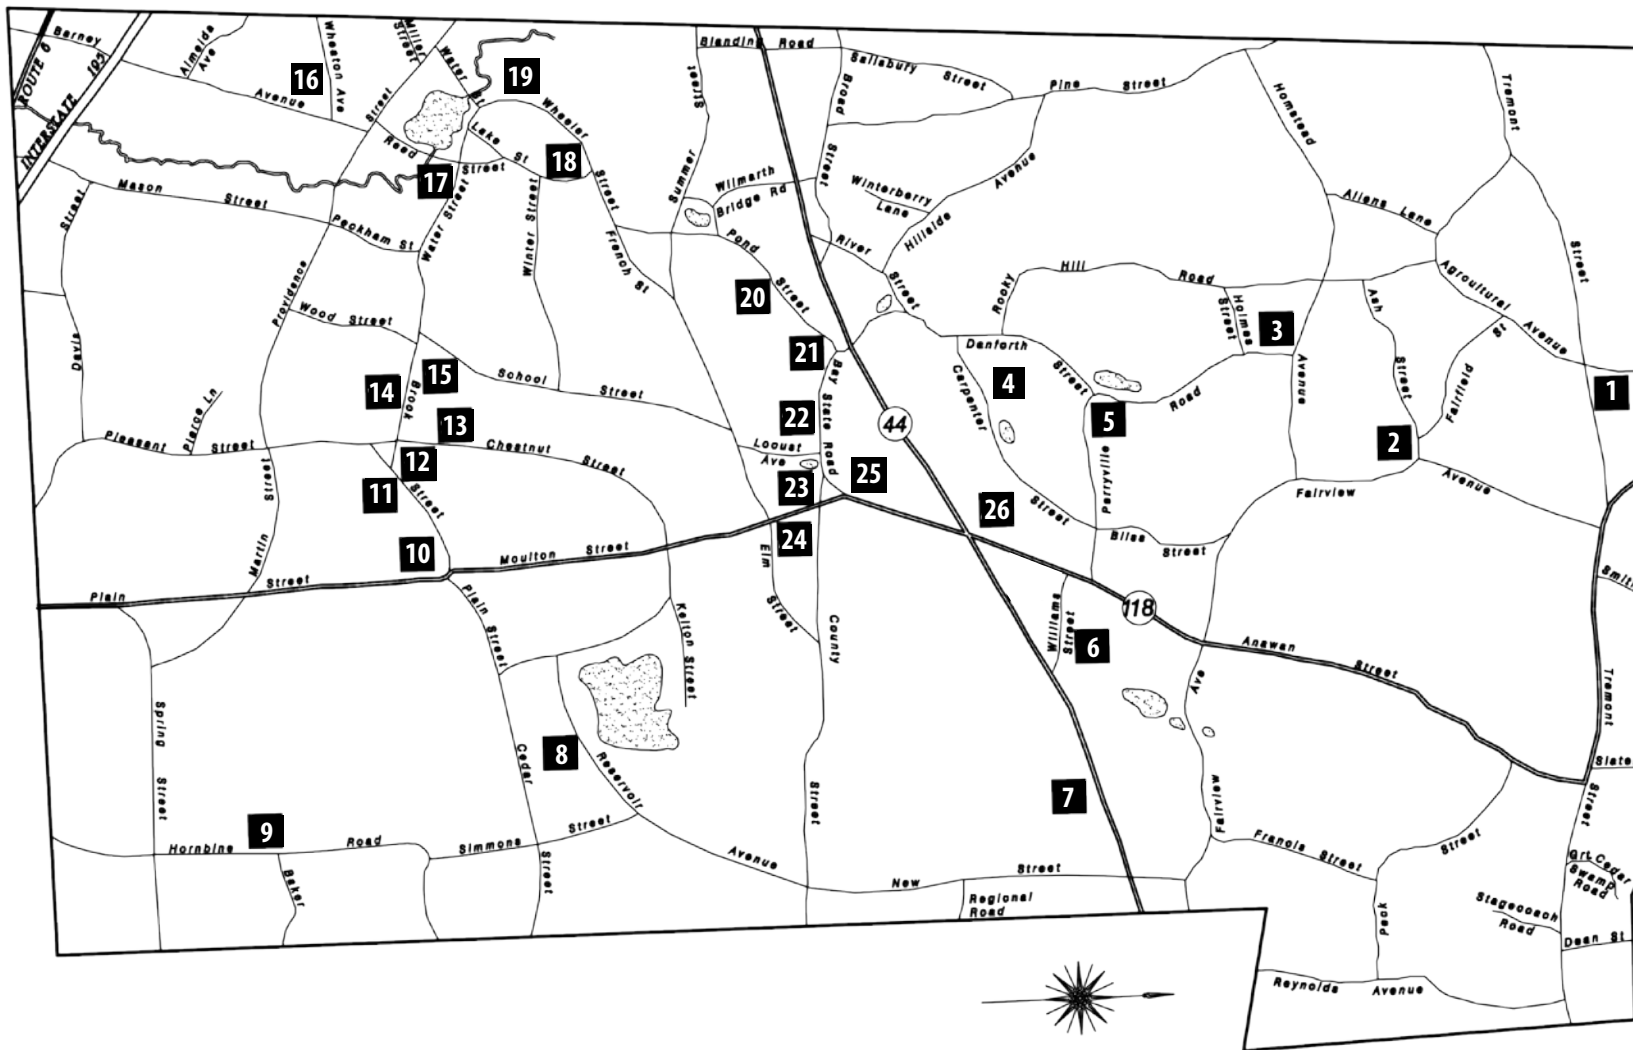 Barney
ROUTE 6
INTERSTATE 195
Almeida
Ave
Avenue
Wheaton Ave
16
Miller
Street
Water St
19
Street
Reed
Street
Lake
St
Wheeler
Street
18
17
Mason
Street
Peckham St
Water Street
Winter Street
French
St
Street
Davis
Providence
Wood Street
School
Street
14
15
Brook
Pierce Ln
Pleasant
Street
13
Chestnut
Street
12
11
Street
10
Street
Martin
Plain
Street
Moulton
Street
Plain
Street
Kelton Street
Spring
Street
Cedar
Street
8
Reservoir
Avenue
9
Hornbine
Road
Baker
Simmons
Street
Blanding Road
Street
Summer
Wilmarth
Bridge Rd
Pond
Street
20
21
Broad
Street
Salisbury
Street
Pine
Street
Winterberry
Lane
Hillside
Avenue
River
Street
Rocky
Hill
Road
Danforth
Street
Carpenter
Street
4
5
Road
Perryville
Bay State Road
22
44
Locust
Ave
23
25
24
26
Elm
Street
County
Street
Bliss
Street
Williams
Street
6
118
Anawan
Street
7
New
Street
Regional
Road
Homestead
Avenue
Allens Lane
Holmes
Street
3
Ash
Street
Agricultural
Avenue
Fairfield
St
2
1
Fairview
Avenue
Tremont
Street
Tremont
Street
Ave
Fairview
Francis Street
Street
Peck
Grt Cedar
Swamp
Road
Stagecoach
Road
Dean St
Reynolds
Avenue